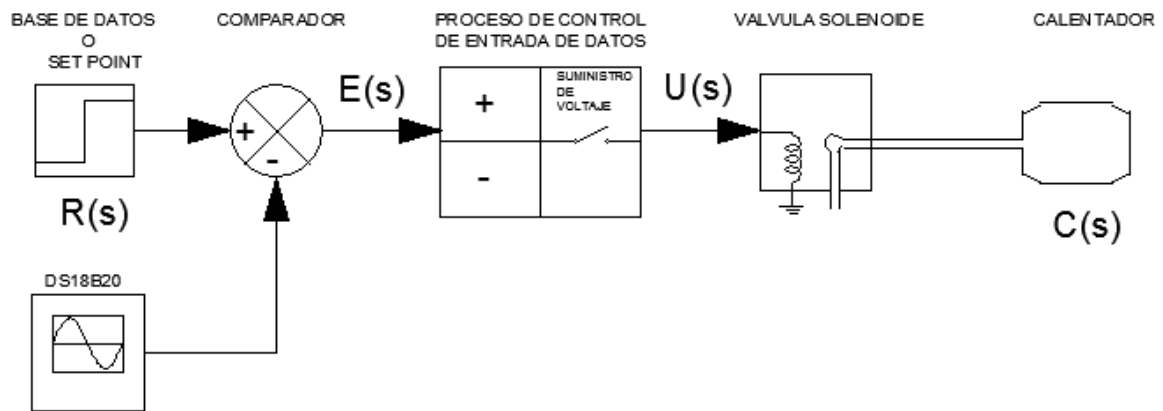 BASE DE DATOS
O
SET POINT
COMPARADOR
PROCESO DE CONTROL
DE ENTRADA DE DATOS
VALVULA SOLENOIDE
CALENTADOR
R(s)
+
-
E(s)
+
-
SUMINISTRO
DE
VOLTAJE
U(s)
C(s)
DS18B20